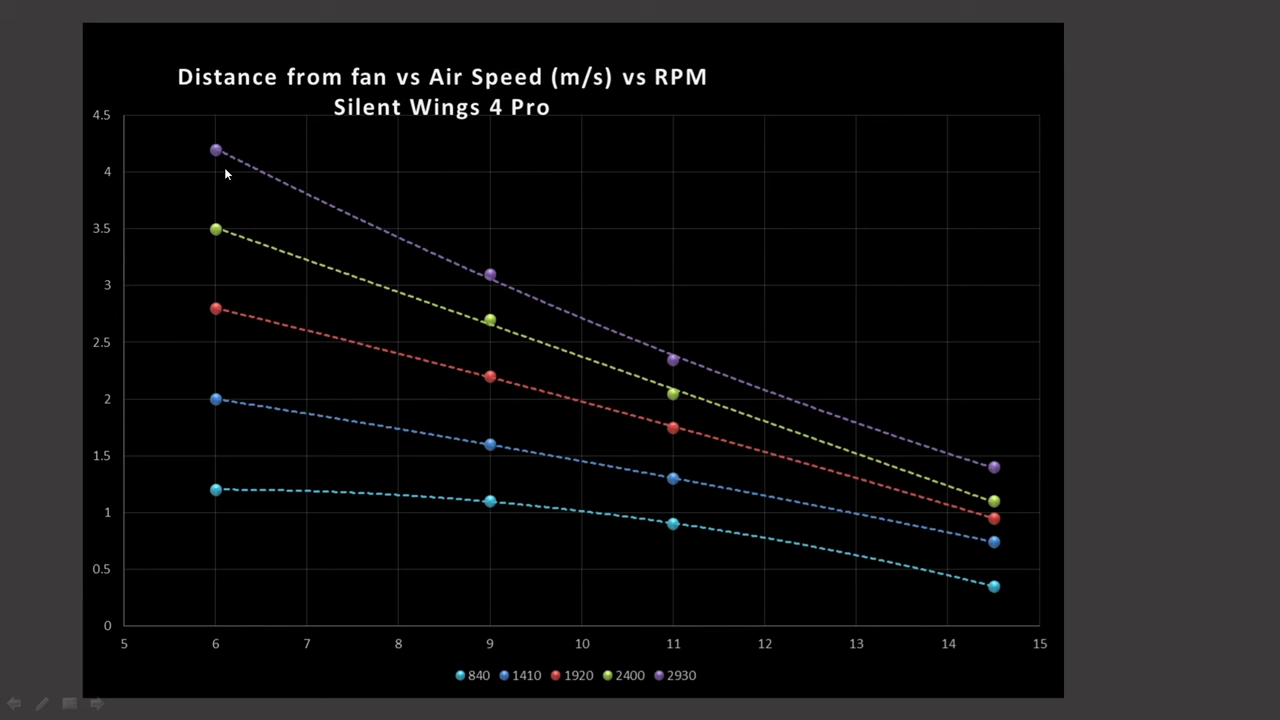 Distance from fan vs Air Speed (m/s) vs RPM
Silent Wings 4 Pro
4.5
4
3.5
3
2.5
2
1.5
1
0.5
0
5 6 7 8 9 10 11 12 13 14 15
840 1410 1920 2400 2930